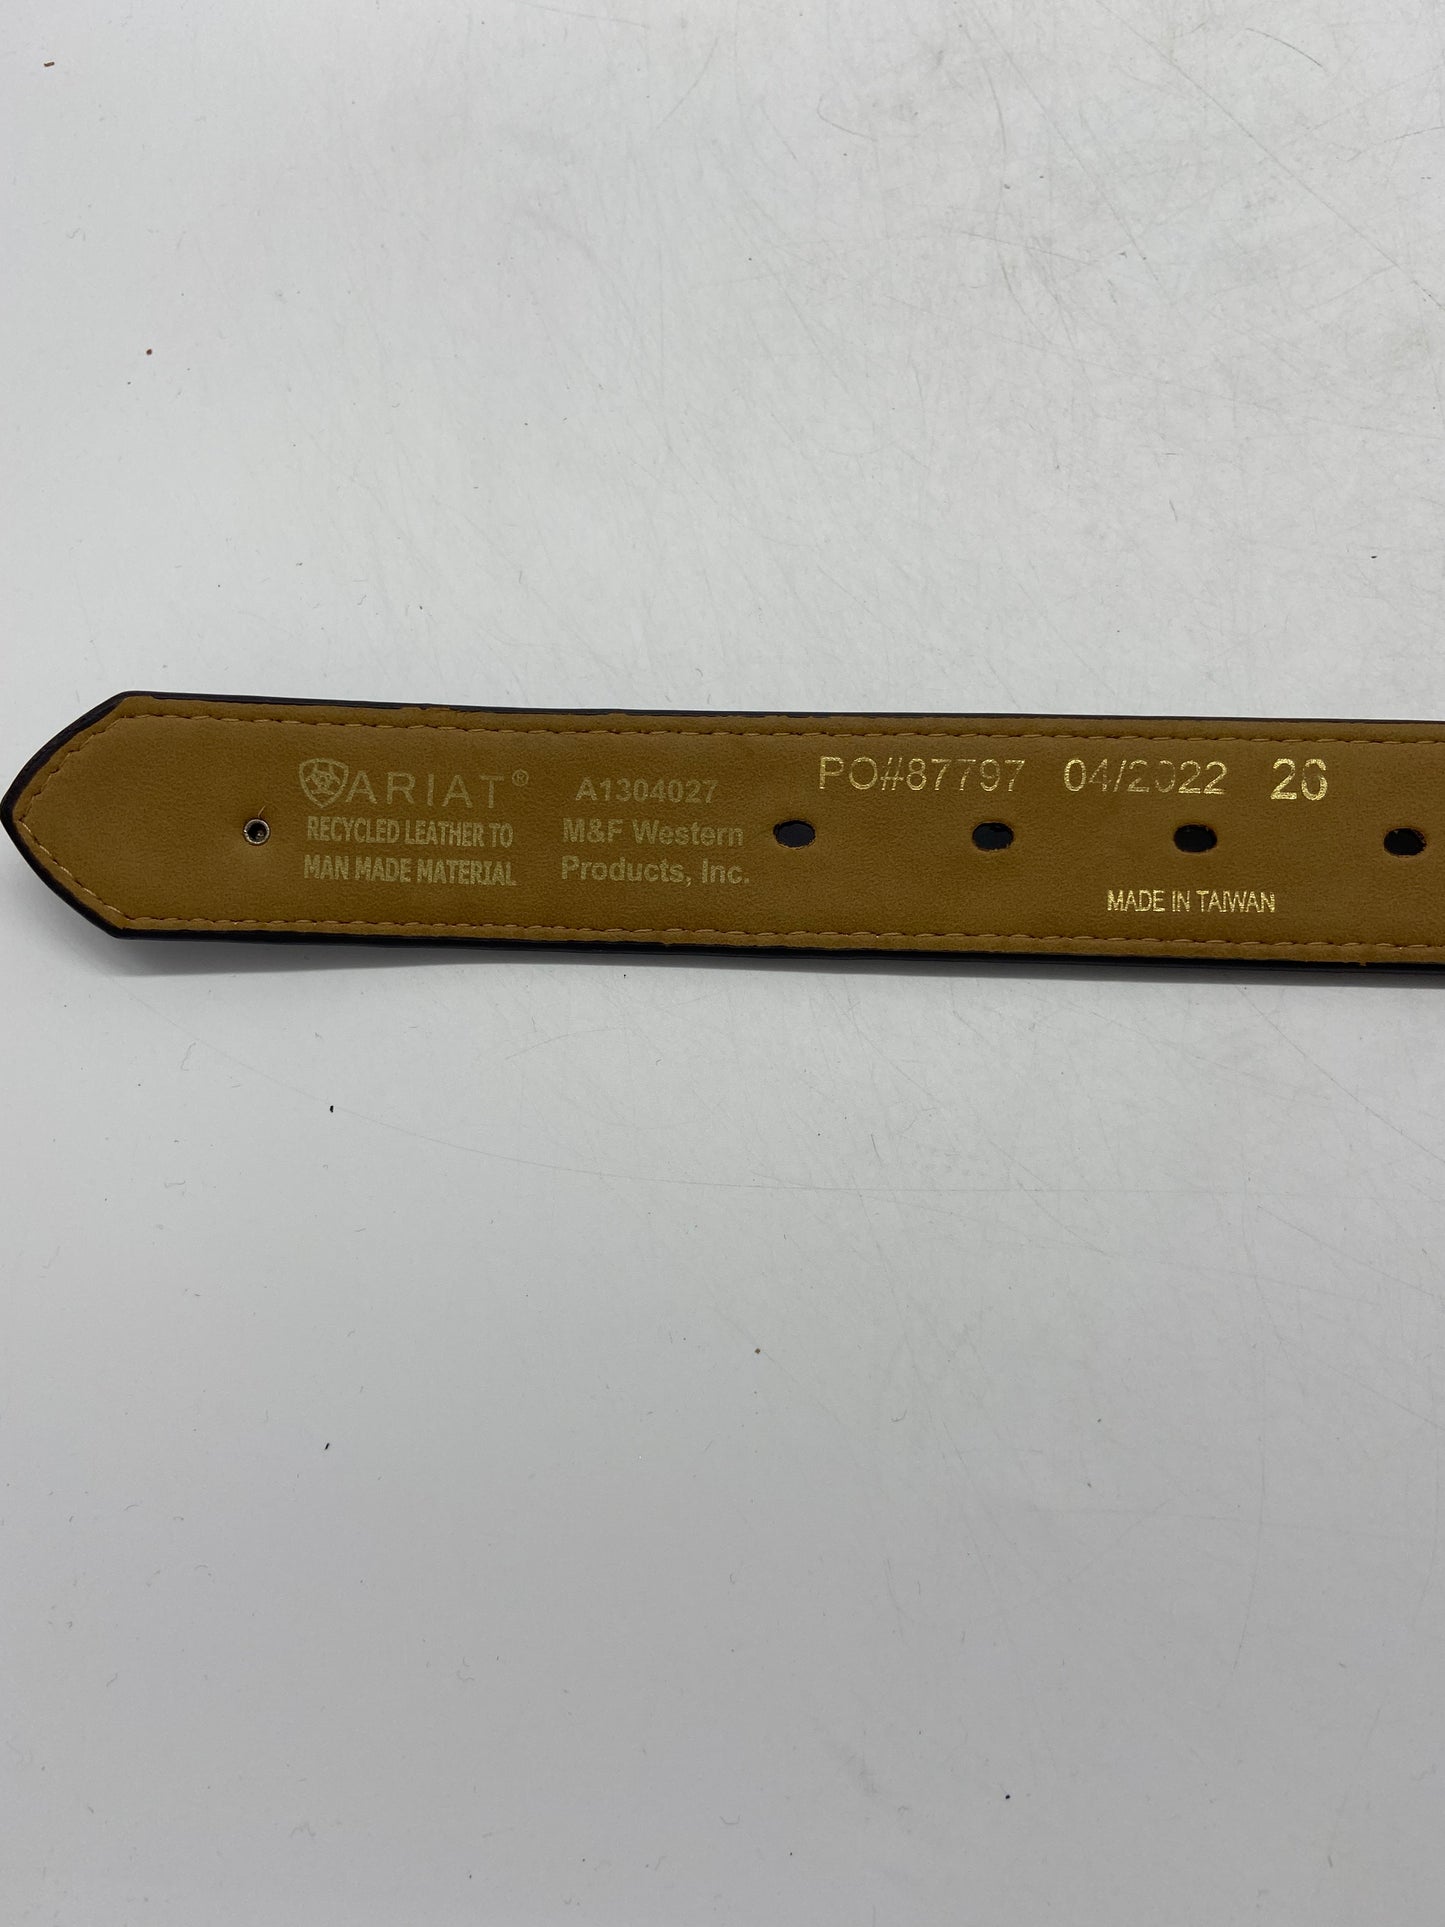 ARIAT®
RECYCLED LEATHER TO
MAN MADE MATERIAL
A1304027
M&F Western
Products, Inc.
PO#87797 04/2022 26
MADE IN TAIWAN